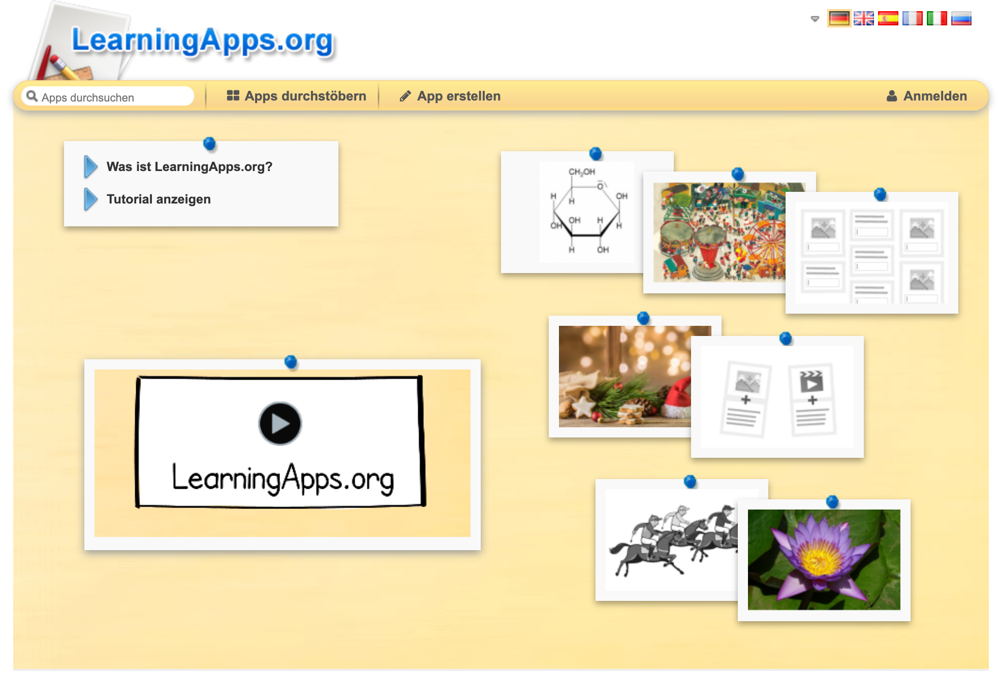 LearningApps.org
Apps durchsuchen
Apps durchstöbern
App erstellen
Anmelden
Was ist LearningApps.org?
Tutorial anzeigen
CH₂OH
O
H
OH
H
OH
H
OH
H
H
H
OH
LearningApps.org